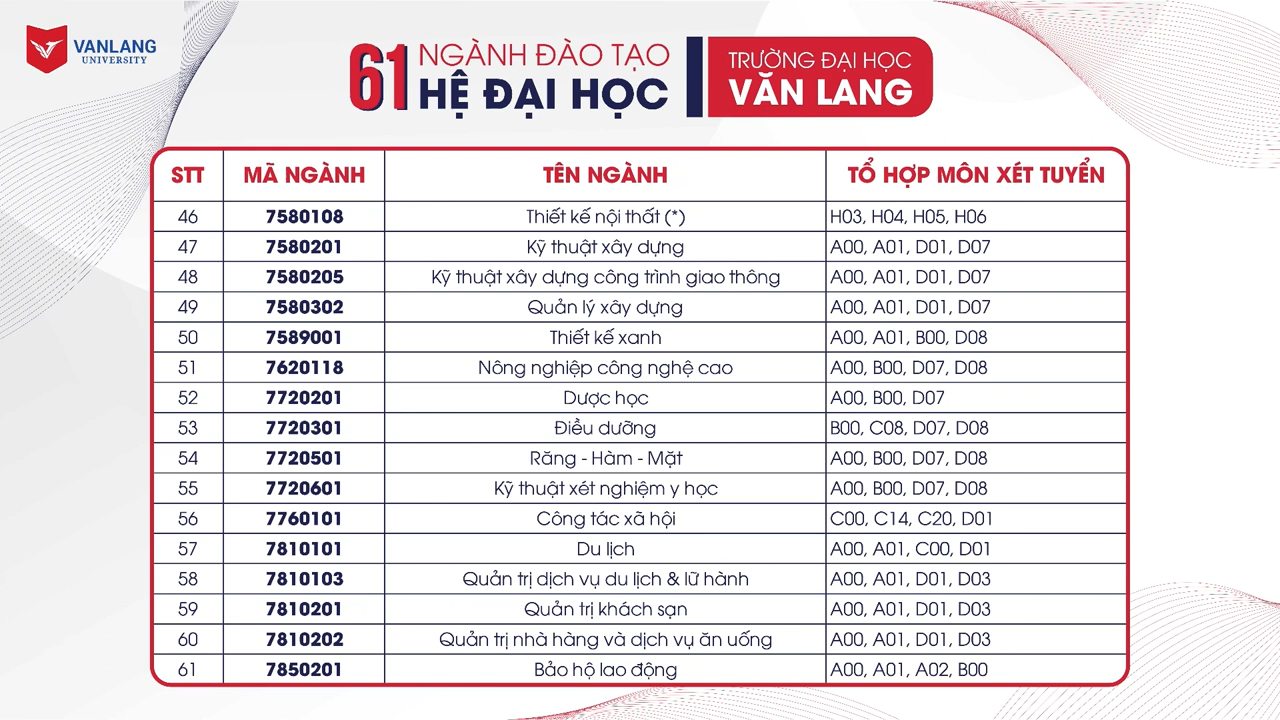 VANLANG
UNIVERSITY
61 NGÀNH ĐÀO TẠO
HỆ ĐẠI HỌC
TRƯỜNG ĐẠI HỌC
VĂN LANG
STT MÃ NGÀNH TÊN NGÀNH TỔ HỢP MÔN XÉT TUYỂN
46 7580108 Thiết kế nội thất (*) H03, H04, H05, H06
47 7580201 Kỹ thuật xây dựng A00, A01, D01, D07
48 7580205 Kỹ thuật xây dựng công trình giao thông A00, A01, D01, D07
49 7580302 Quản lý xây dựng A00, A01, D01, D07
50 7589001 Thiết kế xanh A00, A01, B00, D08
51 7620118 Nông nghiệp công nghệ cao A00, B00, D07, D08
52 7720201 Dược học A00, B00, D07
53 7720301 Điều dưỡng B00, C08, D07, D08
54 7720501 Răng - Hàm - Mặt A00, B00, D07, D08
55 7720601 Kỹ thuật xét nghiệm y học A00, B00, D07, D08
56 7760101 Công tác xã hội C00, C14, C20, D01
57 7810101 Du lịch A00, A01, C00, D01
58 7810103 Quản trị dịch vụ du lịch & lữ hành A00, A01, D01, D03
59 7810201 Quản trị khách sạn A00, A01, D01, D03
60 7810202 Quản trị nhà hàng và dịch vụ ăn uống A00, A01, D01, D03
61 7850201 Bảo hộ lao động A00, A01, A02, B00